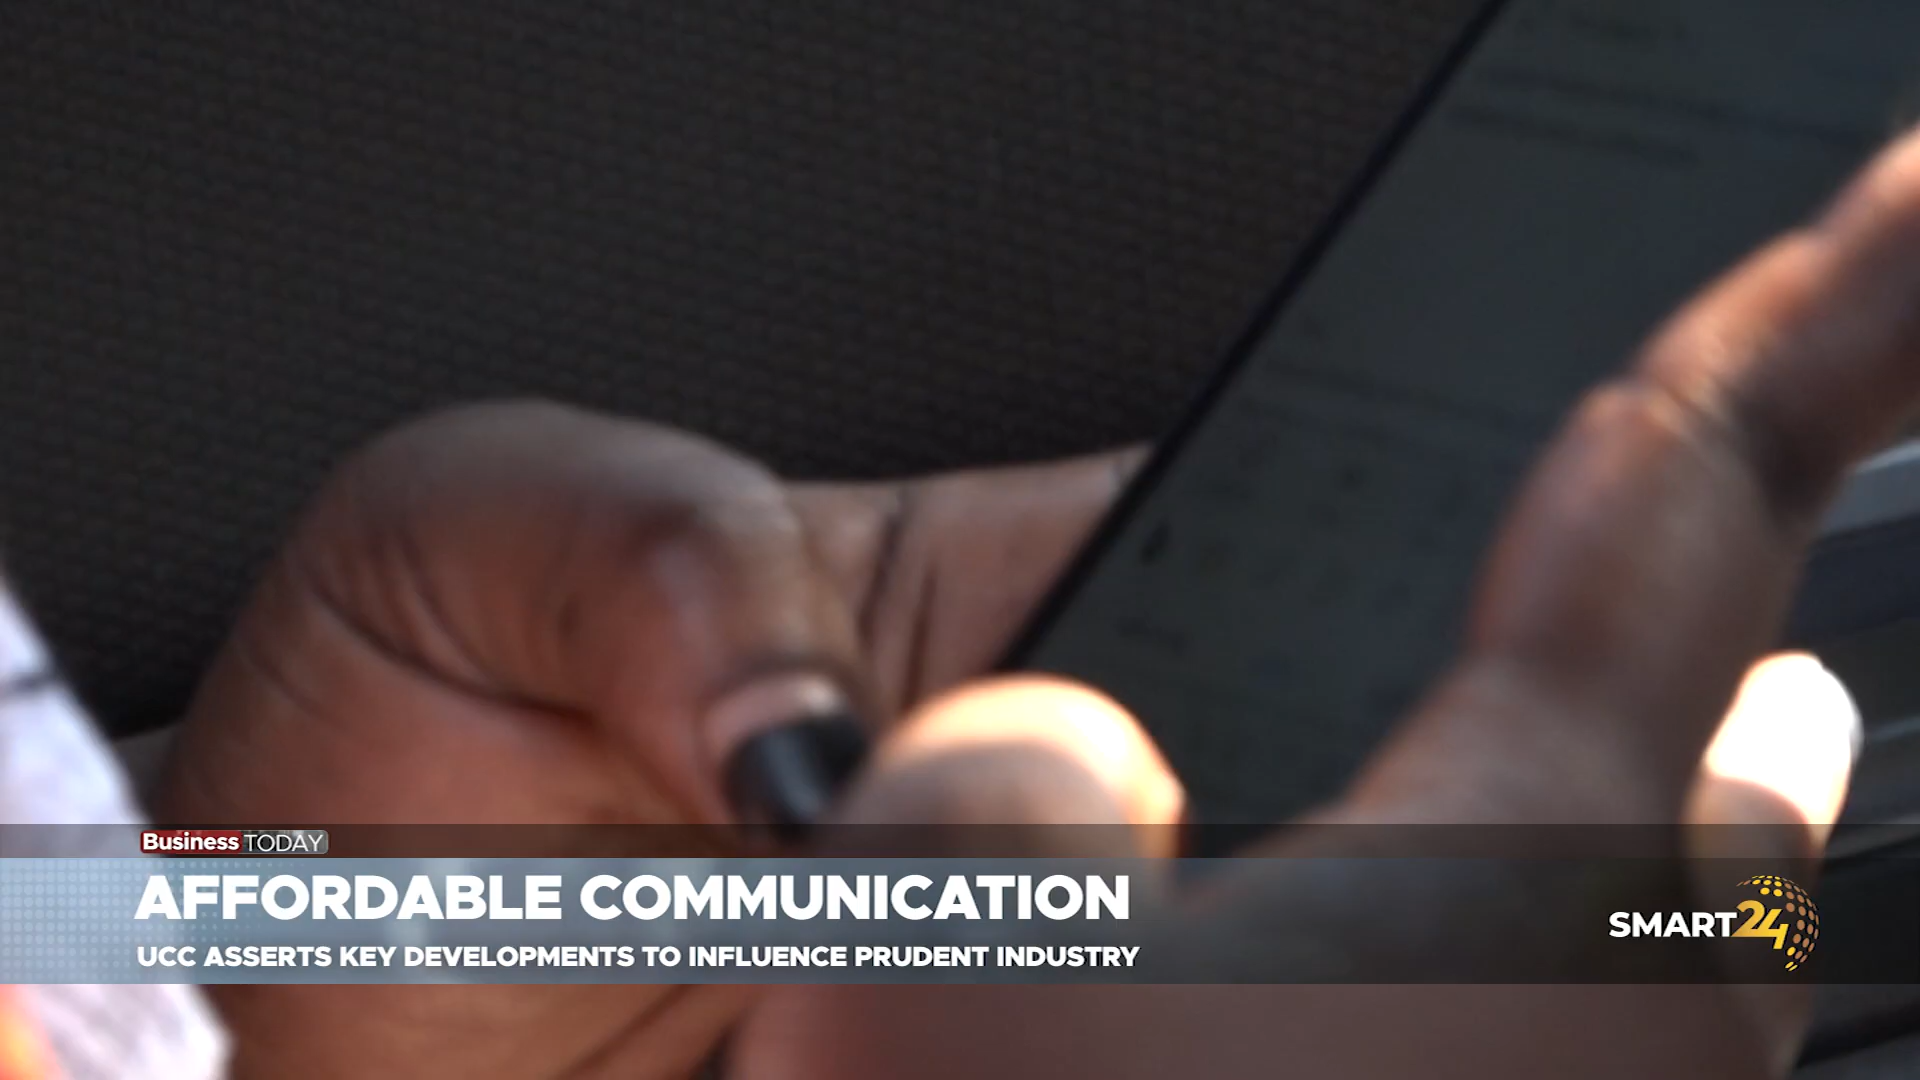 Business TODAY
AFFORDABLE COMMUNICATION
UCC ASSERTS KEY DEVELOPMENTS TO INFLUENCE PRUDENT INDUSTRY
SMART24